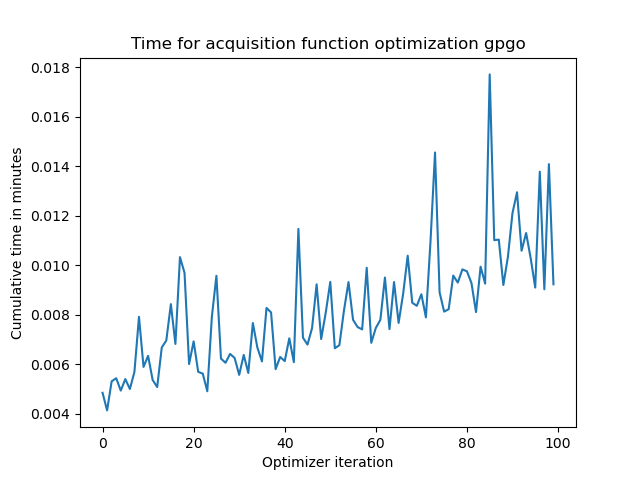 Time for acquisition function optimization gpgo
0.018
0.016
0.014
0.012
0.010
0.008
0.006
0.004
Cumulative time in minutes
0 20 40 60 80 100
Optimizer iteration